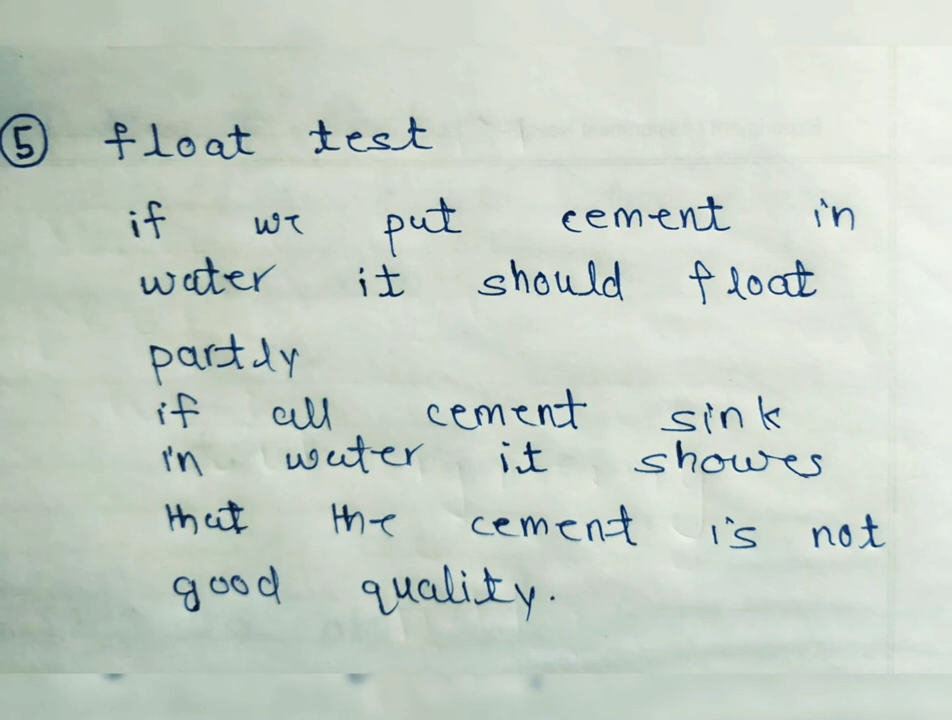 5 float test
if we put cement in
water it should float
partly
if all cement sink
in water it showes
that the cement is not
good quality.